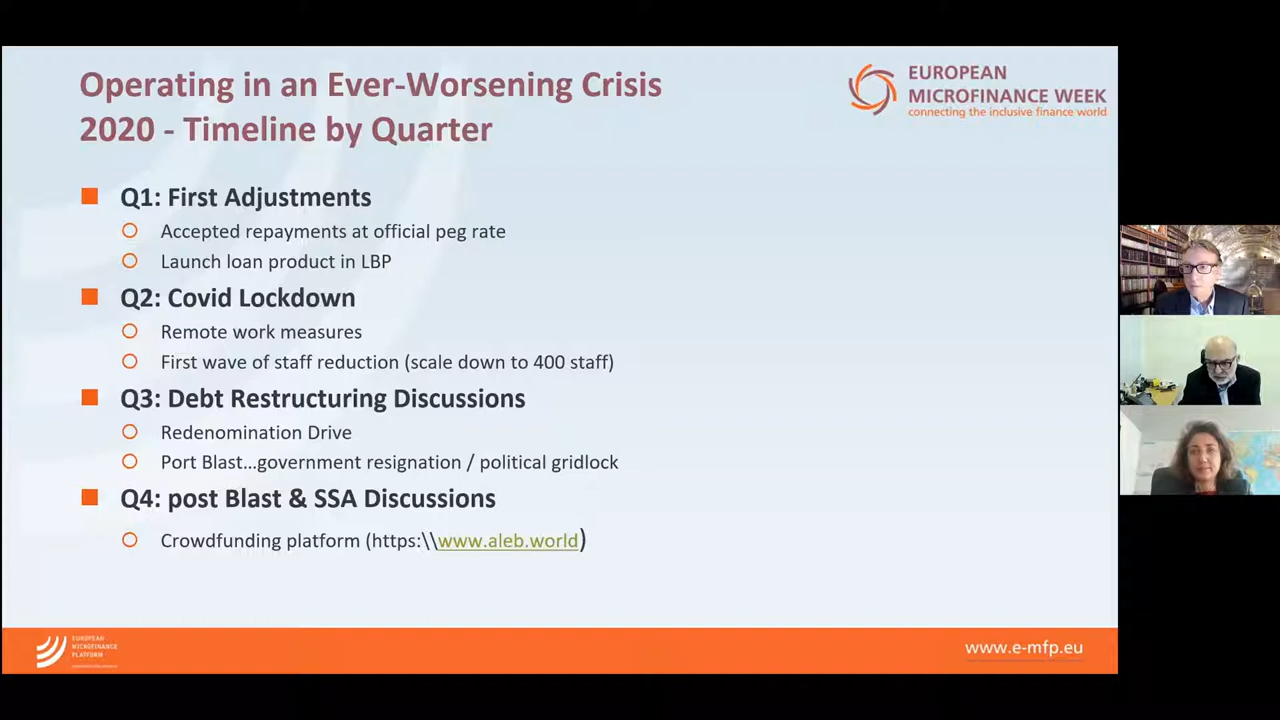 Operating in an Ever-Worsening Crisis
2020 - Timeline by Quarter
EUROPEAN
MICROFINANCE WEEK
connecting the inclusive finance world
Q1: First Adjustments
Accepted repayments at official peg rate
Launch loan product in LBP
Q2: Covid Lockdown
Remote work measures
First wave of staff reduction (scale down to 400 staff)
Q3: Debt Restructuring Discussions
Redenomination Drive
Port Blast…government resignation / political gridlock
Q4: post Blast & SSA Discussions
Crowdfunding platform (https:\\www.aleb.world)
EUROPEAN
MICROFINANCE
PLATFORM
www.e-mfp.eu